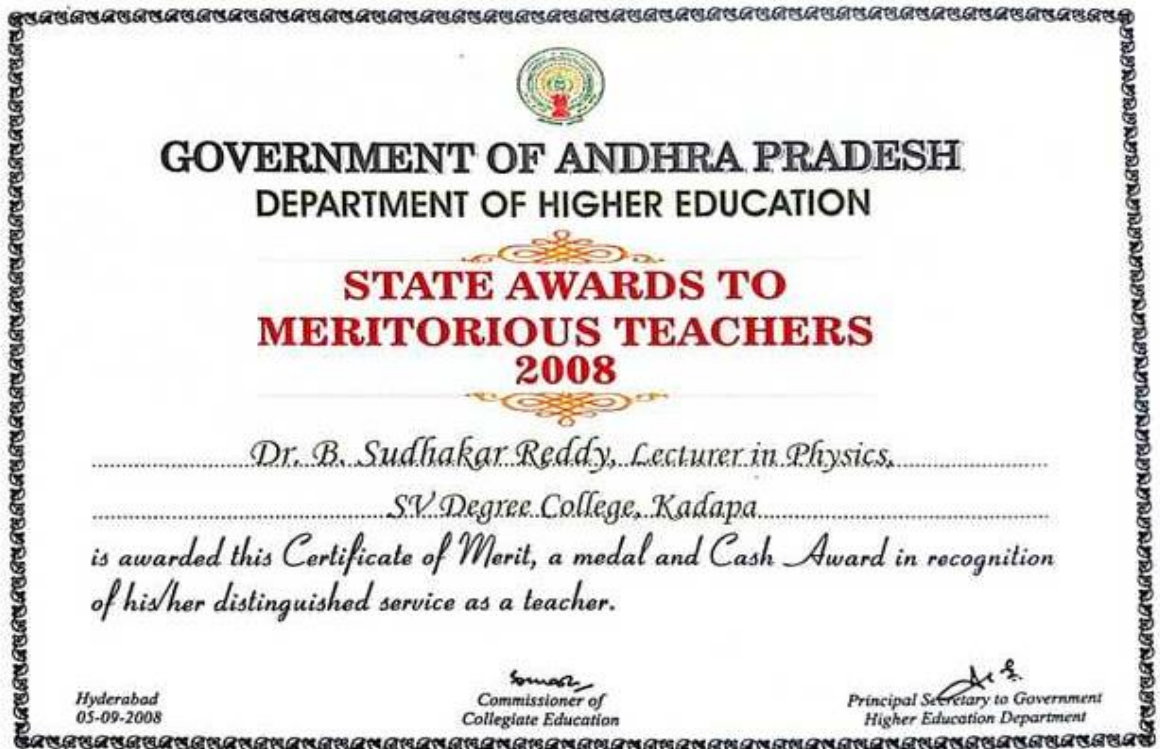 GOVERNMENT OF ANDHRA PRADESH
DEPARTMENT OF HIGHER EDUCATION
STATE AWARDS TO
MERITORIOUS TEACHERS
2008
Dr. B. Sudhakar Reddy, Lecturer in Physics,
SV Degree College, Kadapa
is awarded this Certificate of Merit, a medal and Cash Award in recognition
of his/her distinguished service as a teacher.
Hyderabad
05-09-2008
Commissioner of
Collegiate Education
Principal Secretary to Government
Higher Education Department